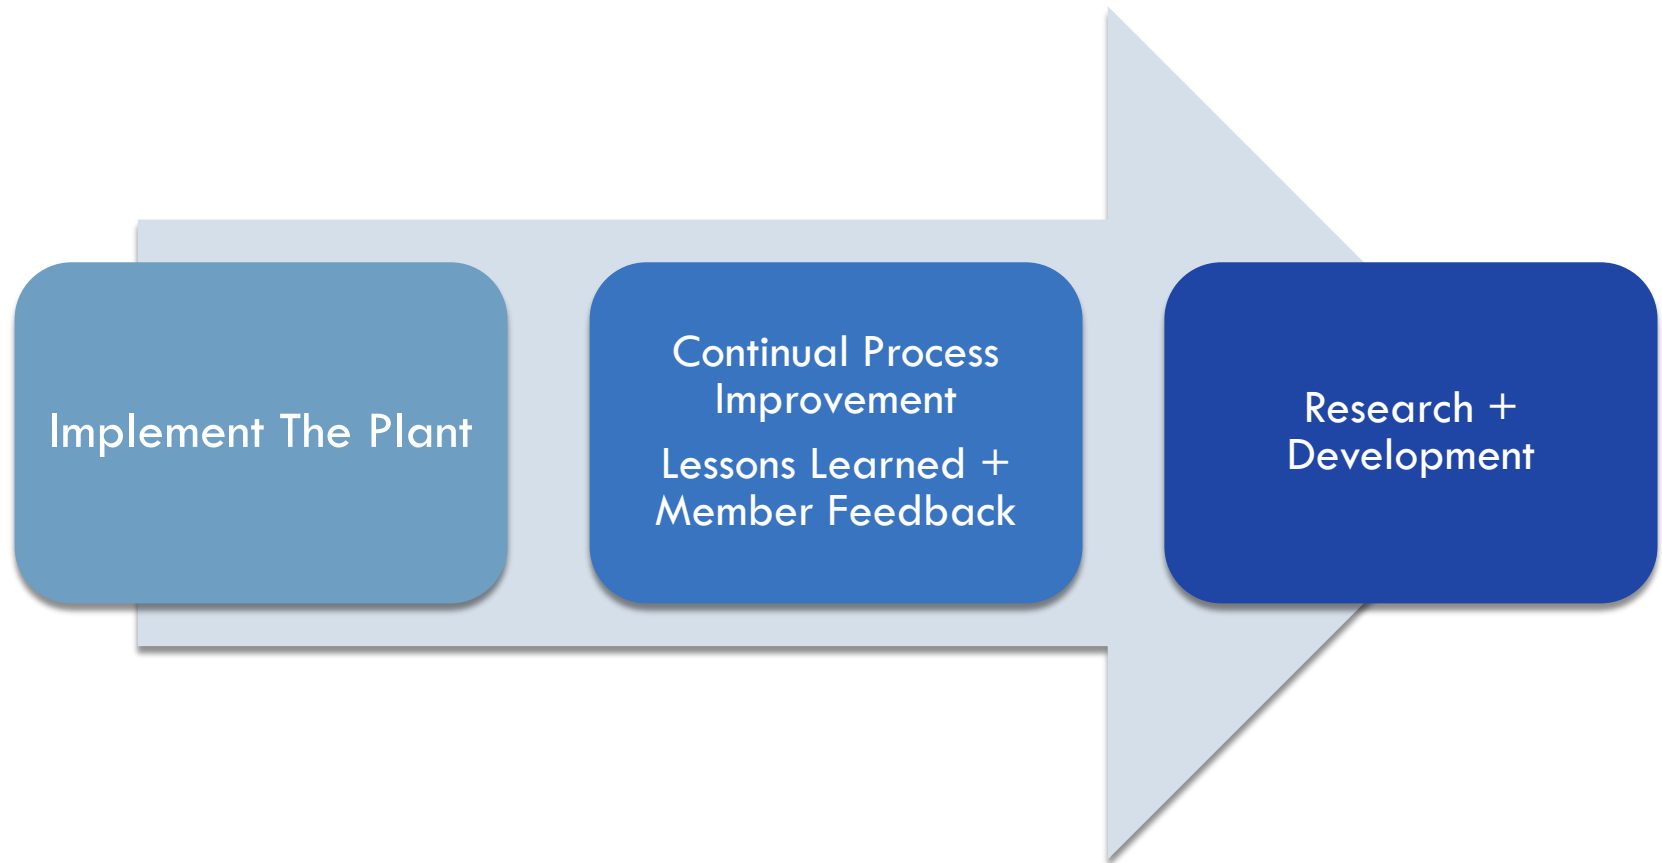 Implement The Plant
Continual Process
Improvement
Lessons Learned +
Member Feedback
Research +
Development